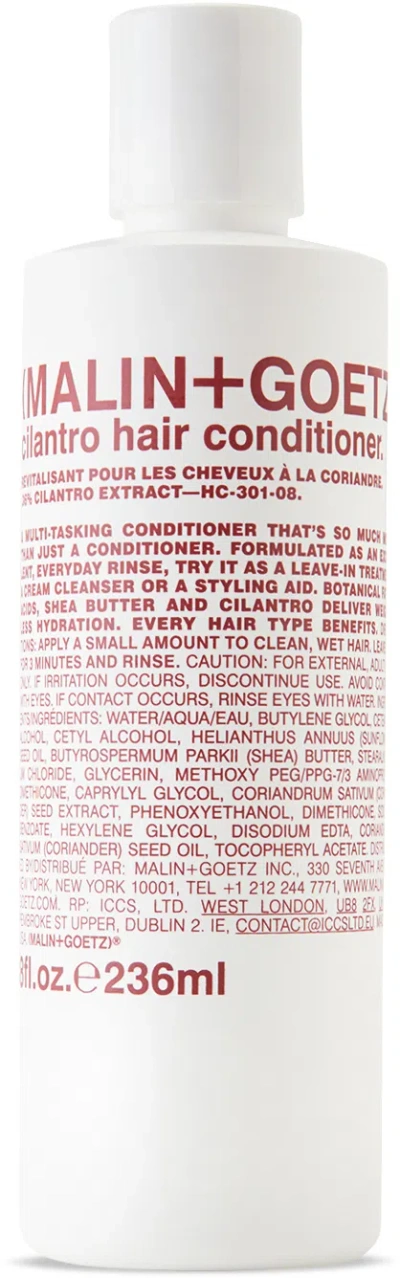 (MALIN+GOETZ
cilantro hair conditioner.
REVITALISANT POUR LES CHEVEUX À LA CORIANDRE.
CILANTRO EXTRACT—HC-301-08.
MULTI-TASKING CONDITIONER THAT'S SO MUCH
THAN JUST A CONDITIONER. FORMULATED AS AN
EVERYDAY RINSE, TRY IT AS A LEAVE-IN
CREAM CLEANSER OR A STYLING AID. BOTANICAL
ACIDS, SHEA BUTTER AND CILANTRO DELIVER
LESS HYDRATION. EVERY HAIR TYPE BENEFITS.
TIONS: APPLY A SMALL AMOUNT TO CLEAN, WET HAIR,
FOR 3 MINUTES AND RINSE. CAUTION: FOR EXTERNAL,
ONLY. IF IRRITATION OCCURS, DISCONTINUE USE. AVOID
WITH EYES. IF CONTACT OCCURS, RINSE EYES WITH WATER.
ENTS/INGRÉDIENTS: WATER/AQUA/EAU, BUTYLENE GLYCOL
ALCOHOL, CETYL ALCOHOL, HELIANTHUS ANNUUS
SEED OIL, BUTYROSPERMUM PARKII (SHEA) BUTTER,
CHLORIDE, GLYCERIN, METHOXY PEG/PPG-7/3
DIMETHICONE, CAPRYLYL GLYCOL, CORIANDRUM SATIVUM
SEED EXTRACT, PHENOXYETHANOL, DIMETHICONE,
HEXYLENE GLYCOL, DISODIUM EDTA,
SATIVUM (CORIANDER) SEED OIL, TOCOPHERYL ACETATE.
BY/DISTRIBUÉ PAR: MALIN+GOETZ INC., 330 SEVENTH
NEW YORK, NEW YORK 10001, TEL +1 212 244 7771,
GOETZ.COM. RP: ICCS, LTD. WEST LONDON, UB8 2FX,
PEMBROKE ST UPPER, DUBLIN 2. IE, CONTACT@ICCSLTD.EU
(MALIN+GOETZ)®
8fl.oz.℮236ml